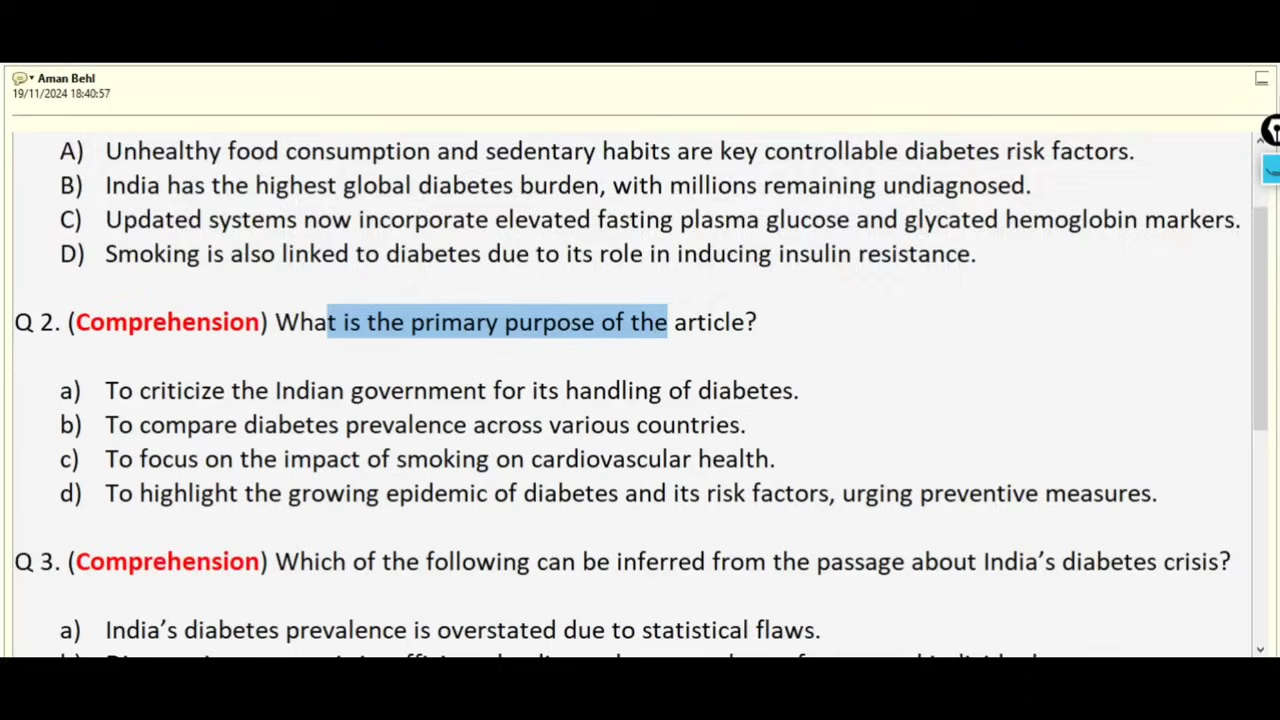 Aman Behl
19/11/2024 18:40:57
A) Unhealthy food consumption and sedentary habits are key controllable diabetes risk factors.
B) India has the highest global diabetes burden, with millions remaining undiagnosed.
C) Updated systems now incorporate elevated fasting plasma glucose and glycated hemoglobin markers.
D) Smoking is also linked to diabetes due to its role in inducing insulin resistance.
Q 2. (Comprehension) What is the primary purpose of the article?
a) To criticize the Indian government for its handling of diabetes.
b) To compare diabetes prevalence across various countries.
c) To focus on the impact of smoking on cardiovascular health.
d) To highlight the growing epidemic of diabetes and its risk factors, urging preventive measures.
Q 3. (Comprehension) Which of the following can be inferred from the passage about India’s diabetes crisis?
a) India’s diabetes prevalence is overstated due to statistical flaws.